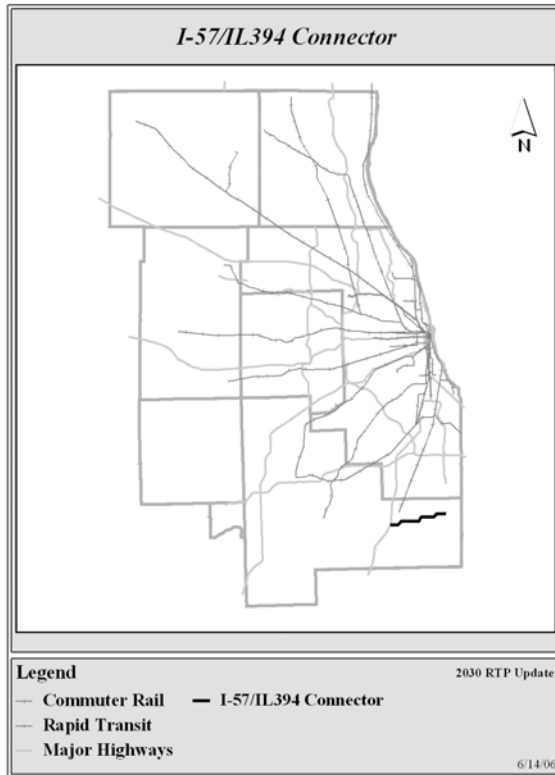 I-57/IL394 Connector
N
Legend
2030 RTP Update
Commuter Rail
I-57/IL394 Connector
Rapid Transit
Major Highways
6/14/06